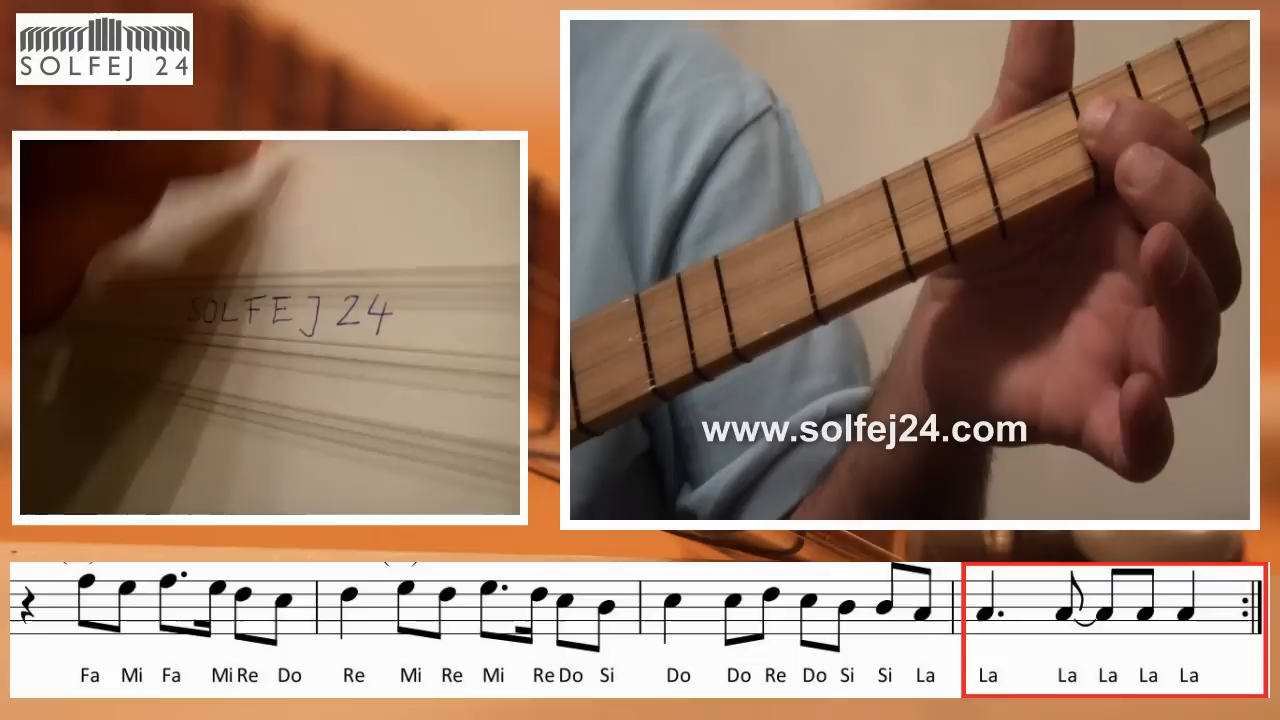 SOLFEJ 24
SOLFEJ 24
www.solfej24.com
Fa Mi Fa Mi Re Do Re Mi Re Mi Re Do Si Do Do Re Do Si Si La La La La La La